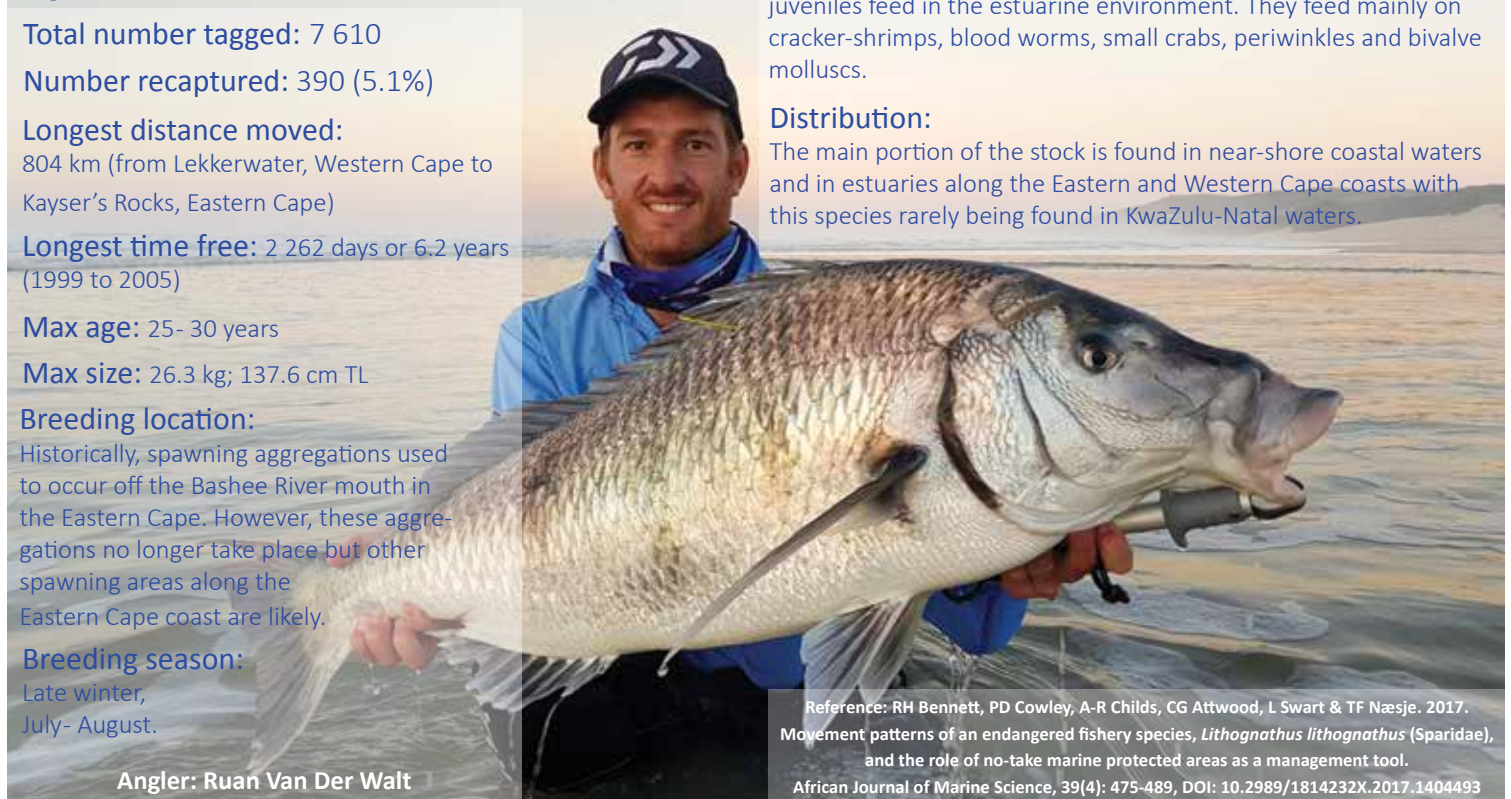 Total number tagged: 7 610
Number recaptured: 390 (5.1%)
Longest distance moved:
804 km (from Lekkerwater, Western Cape to
Kayser's Rocks, Eastern Cape)
Longest time free: 2 262 days or 6.2 years
(1999 to 2005)
Max age: 25- 30 years
Max size: 26.3 kg; 137.6 cm TL
Breeding location:
Historically, spawning aggregations used
to occur off the Bashee River mouth in
the Eastern Cape. However, these aggre-
gations no longer take place but other
spawning areas along the
Eastern Cape coast are likely.
Breeding season:
Late winter,
July- August.
Angler: Ruan Van Der Walt
juveniles feed in the estuarine environment. They feed mainly on
cracker-shrimps, blood worms, small crabs, periwinkles and bivalve
molluscs.
Distribution:
The main portion of the stock is found in near-shore coastal waters
and in estuaries along the Eastern and Western Cape coasts with
this species rarely being found in KwaZulu-Natal waters.
Reference: RH Bennett, PD Cowley, A-R Childs, CG Attwood, L Swart & TF Næsje. 2017.
Movement patterns of an endangered fishery species, Lithognathus lithognathus (Sparidae),
and the role of no-take marine protected areas as a management tool.
African Journal of Marine Science, 39(4): 475-489, DOI: 10.2989/1814232X.2017.1404493